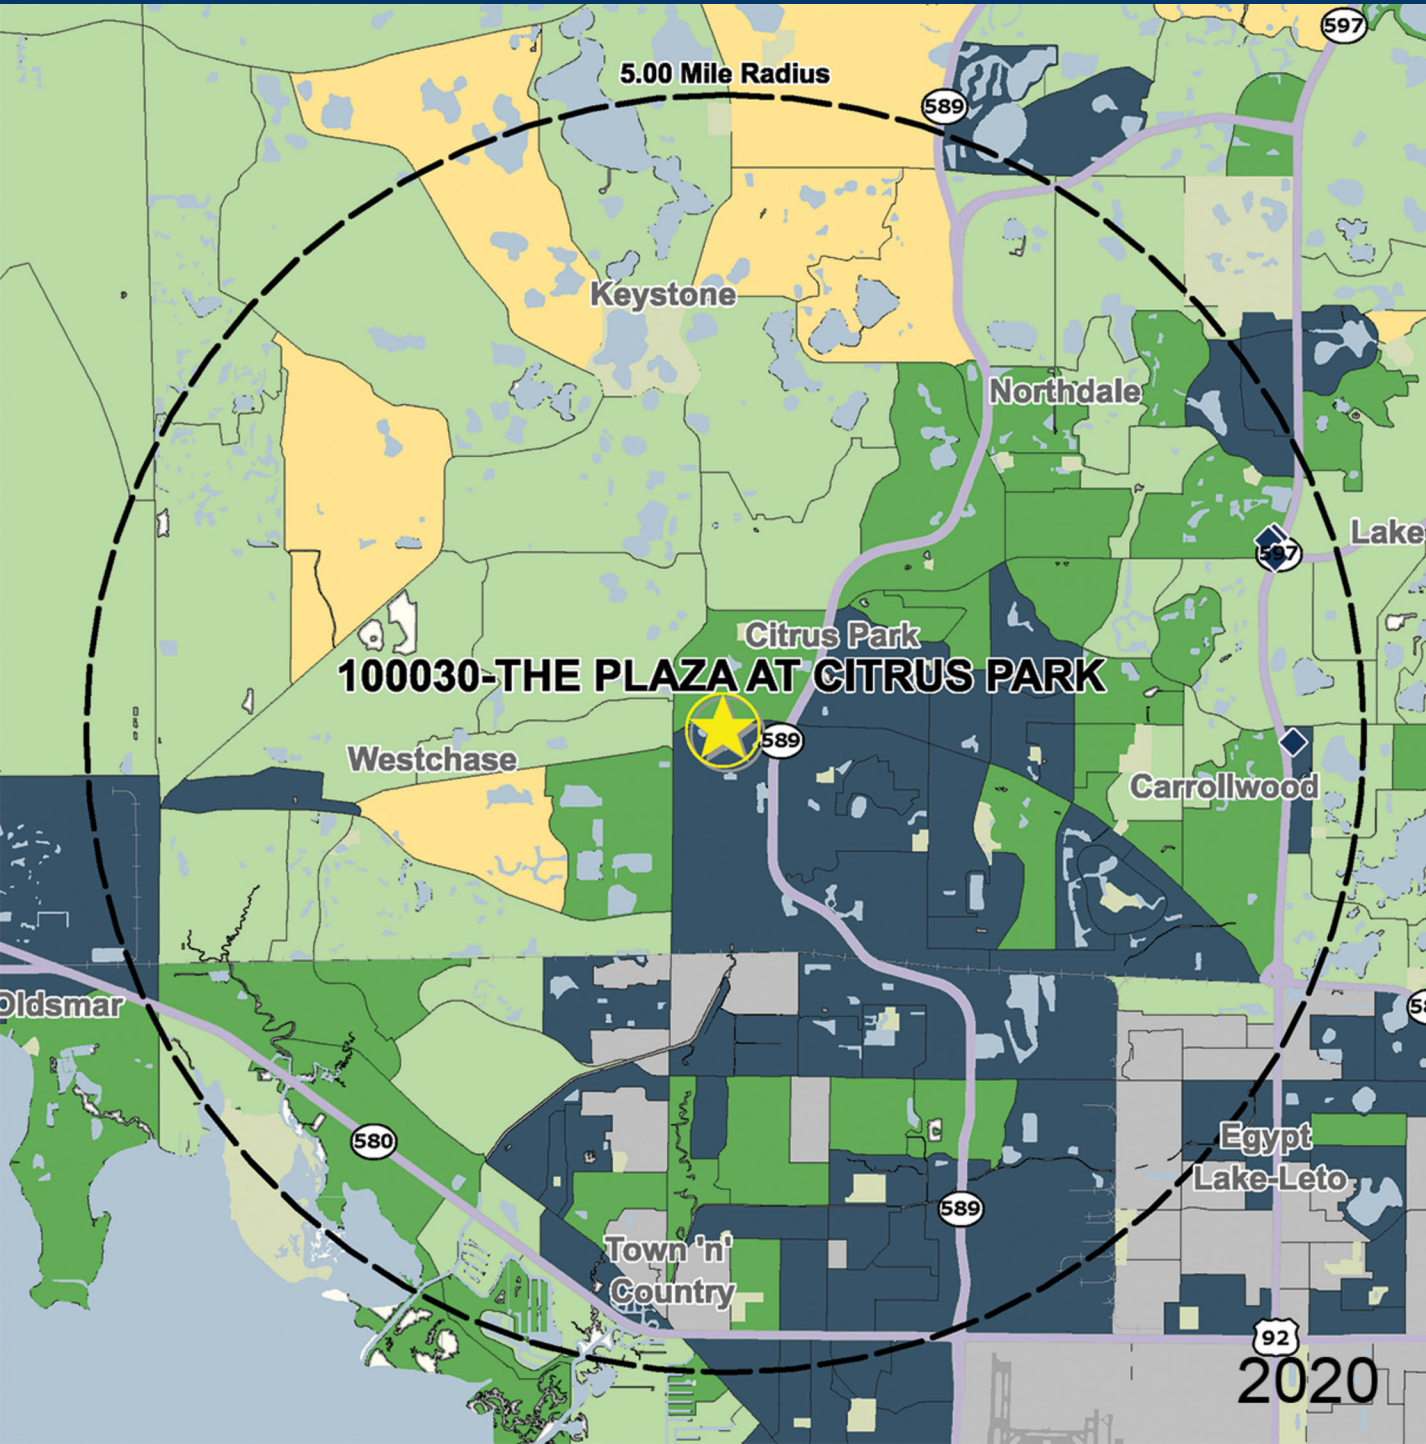 597
5.00 Mile Radius
589
Keystone
Northdale
Lake
597
Citrus Park
100030-THE PLAZA AT CITRUS PARK
589
Westchase
Carrollwood
Oldsmar
58
580
Egypt
Lake-Leto
589
Town 'n'
Country
92
2020